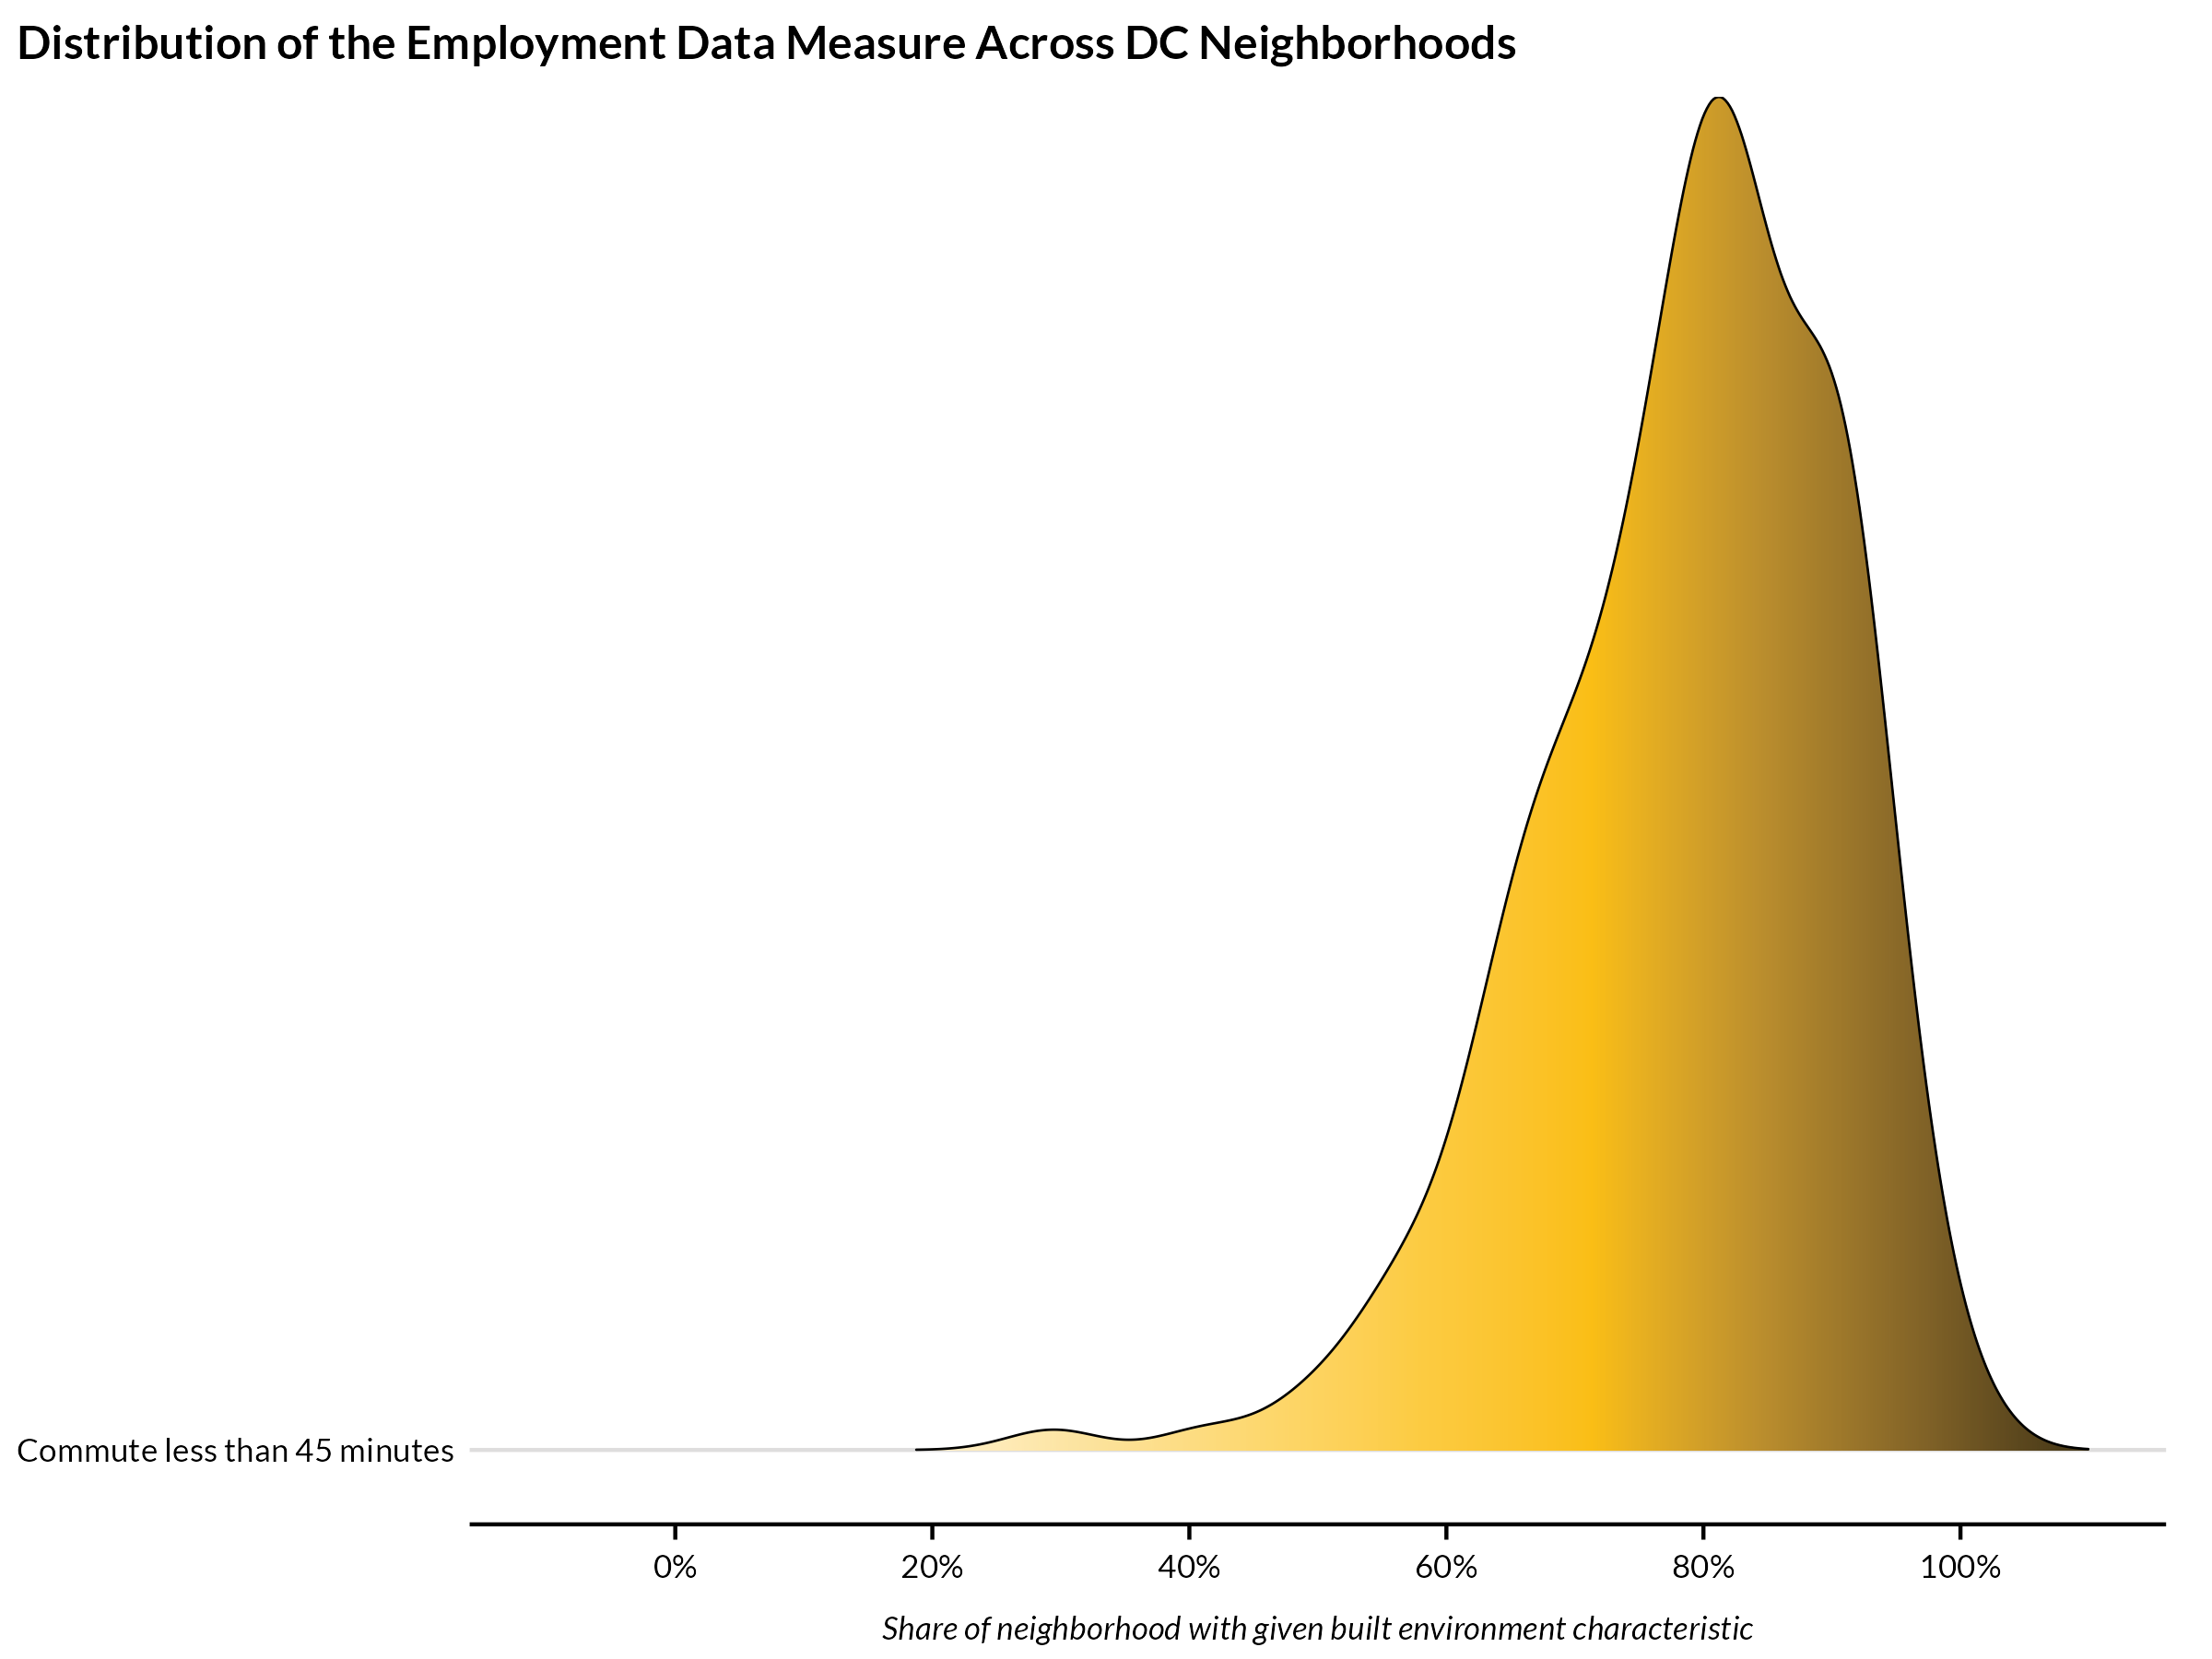 Distribution of the Employment Data Measure Across DC Neighborhoods
Commute less than 45 minutes
0% 20% 40% 60% 80% 100%
Share of neighborhood with given built environment characteristic